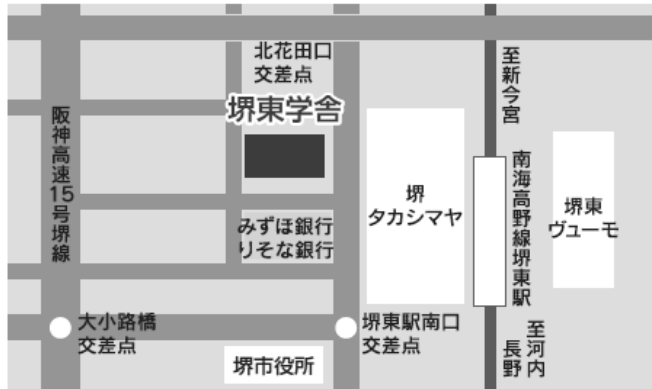 北花田口
交差点
堺東学舎
阪神高速15号堺線
みずほ銀行
りそな銀行
大小路橋
交差点
堺市役所
堺東駅南口
交差点
堺
タカシマヤ
至新今宮
南海高野線堺東駅
堺東
ヴューモ
至河内
長野